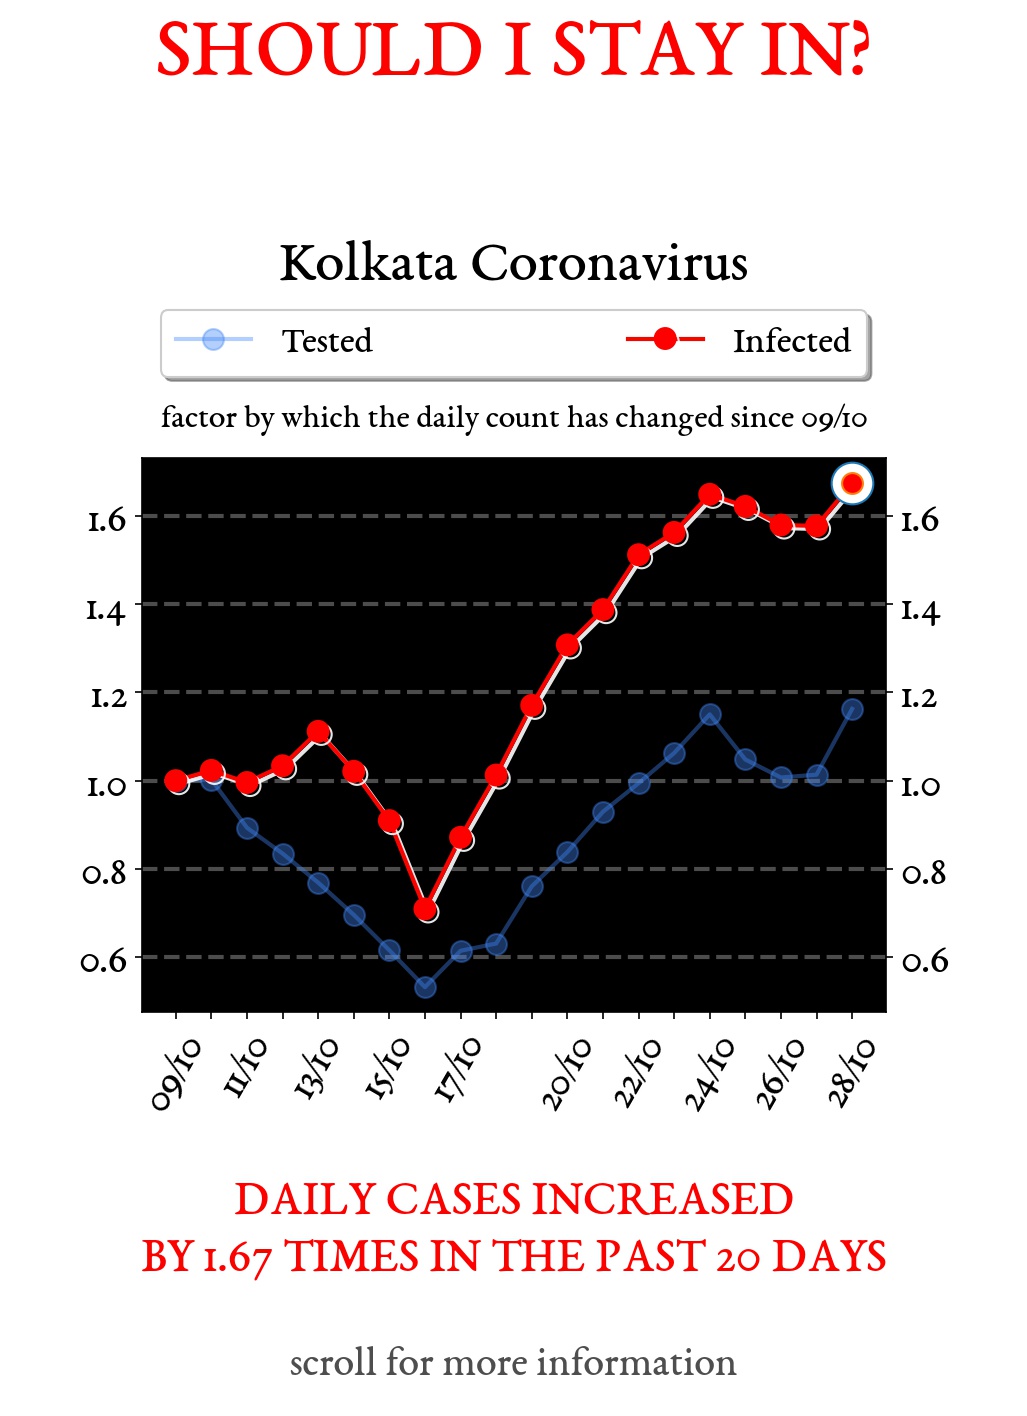 SHOULD I STAY IN?
Kolkata Coronavirus
Tested Infected
factor by which the daily count has changed since 09/10
1.6 1.6
1.4 1.4
1.2 1.2
1.0 1.0
0.8 0.8
0.6 0.6
09/10 11/10 13/10 15/10 17/10 20/10 22/10 24/10 26/10 28/10
DAILY CASES INCREASED
BY 1.67 TIMES IN THE PAST 20 DAYS
scroll for more information